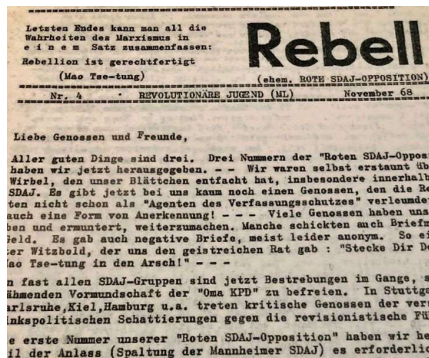 Letzten Endes kann man all die
Wahrheiten des Marxismus in
e i n e m Satz zusammenfassen:
Rebellion ist gerechtfertigt
(Mao Tse-tung)
Rebell
(ehem. ROTE SDAJ-OPPOSITION)
Nr. 4 · REVOLUTIONÄRE JUGEND (ML) November 68
Liebe Genossen und Freunde,
Aller guten Dinge sind drei. Drei Nummern der "Roten SDAJ-Oppos
haben wir jetzt herausgegeben. -- Wir waren selbst erstaunt üb
Wirbel, den unser Blättchen entfacht hat, insbesondere innerhalb
SDAJ. Es gibt jetzt bei uns kaum noch einen Genossen, den die Re
ten nicht schon als "Agenten des Verfassungsschutzes" verleumdet
auch eine Form von Anerkennung! - - - Viele Genossen haben uns
ben und ermuntert, weiterzumachen. Manche schickten auch Briefm
Geld. Es gab auch negative Briefe, meist leider anonym. So ei
ter Witzbold, der uns den geistreichen Rat gab : "Stecke Dir De
Mao Tse-tung in den Arsch!" - - -
n fast allen SDAJ-Gruppen sind jetzt Bestrebungen im Gange, s
ähmenden Vormundschaft der "Oma KPD" zu befreien. In Stuttga
arlsruhe,Kiel,Hamburg u.a. treten kritische Genossen der vers
inkspolitischen Schattierungen gegen die revisionistische Fü
e erste Nummer unserer "Roten SDAJ-Opposition" haben wir he
il der Anlass (Spaltung der Mannheimer SDAJ) es erforderlic